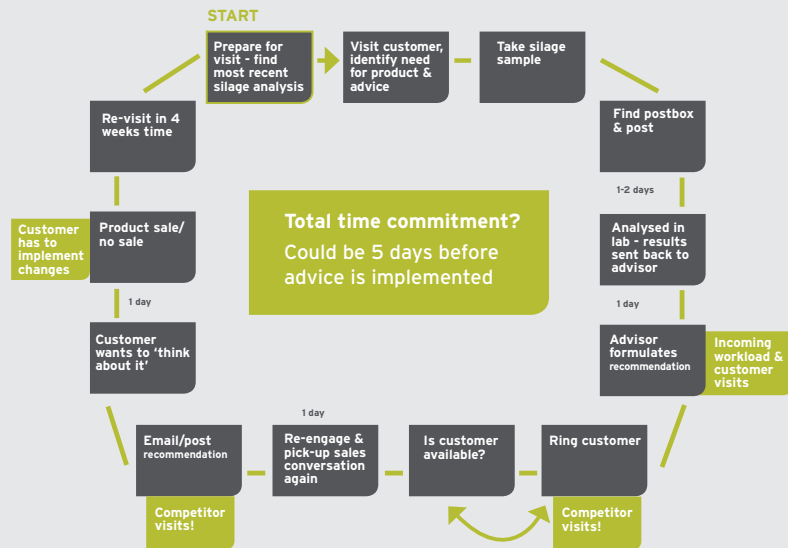 START
Prepare for
visit - find
most recent
silage analysis
Visit customer,
identify need
for product &
advice
Take silage
sample
Find postbox
& post
1-2 days
Analysed in
lab - results
sent back to
advisor
1 day
Advisor
formulates
recommendation
Incoming
workload &
customer
visits
Ring customer
Competitor
visits!
Is customer
available?
1 day
Re-engage &
pick-up sales
conversation
again
Email/post
recommendation
Competitor
visits!
Customer
wants to ‘think
about it’
1 day
Product sale/
no sale
Customer
has to
implement
changes
Re-visit in 4
weeks time
Total time commitment?
Could be 5 days before
advice is implemented